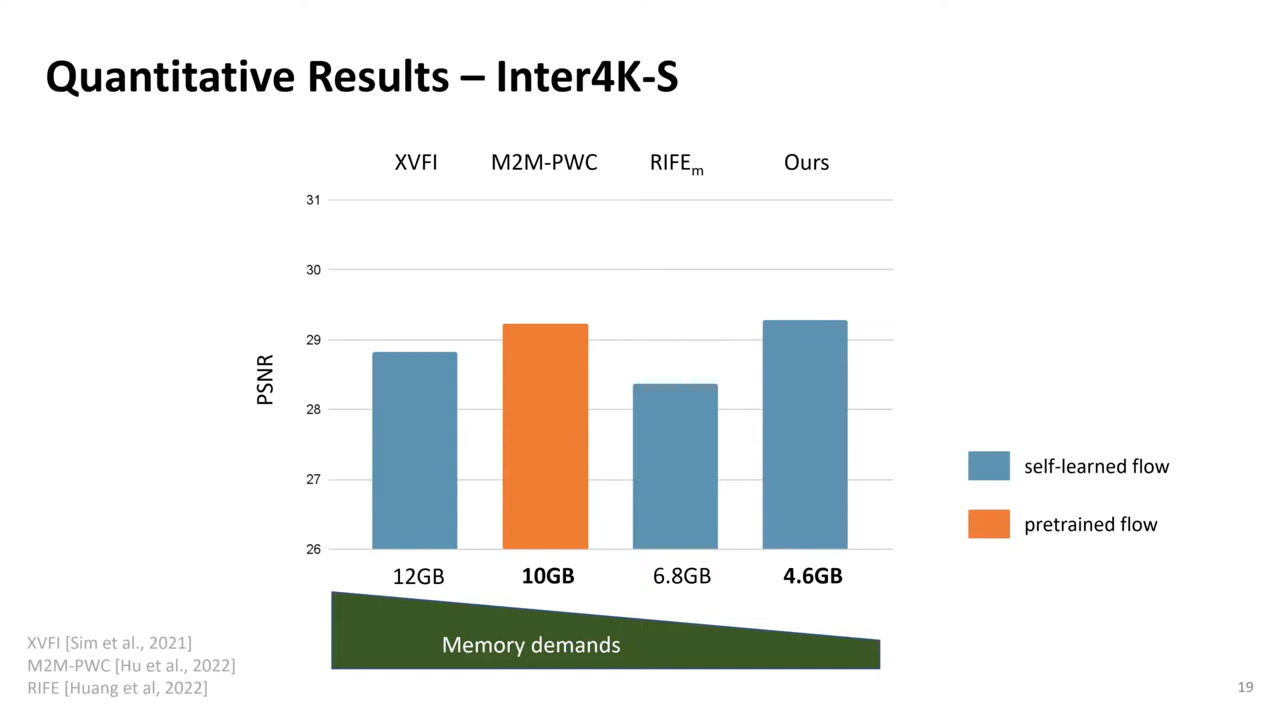 Quantitative Results – Inter4K-S
XVFI M2M-PWC RIFEm Ours
31
30
29
28
27
26
PSNR
12GB 10GB 6.8GB 4.6GB
Memory demands
self-learned flow
pretrained flow
XVFI [Sim et al., 2021]
M2M-PWC [Hu et al., 2022]
RIFE [Huang et al, 2022]
19